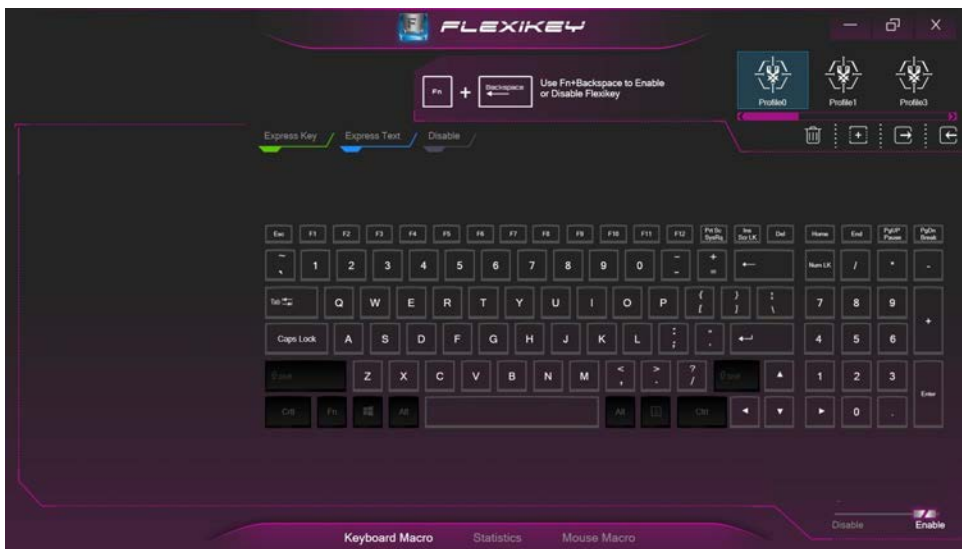 F FLEXIKEY
Fn + Backspace Use Fn+Backspace to Enable
or Disable Flexikey
Profile0 Profile1 Profile3
Express Key Express Text Disable
Esc F1 F2 F3 F4 F5 F6 F7 F8 F9 F10 F11 F12 Prt Sc Ins Del Home End PgUP PgDn
SysRq Scr LK Pause Break
~ 1 2 3 4 5 6 7 8 9 0 - + Num LK / * -
=
Tab Q W E R T Y U I O P { } 7 8 9 +
[ ] \
Caps Lock A S D F G H J K L : 4 5 6
;
Z X C V B N M < > ? 1 2 3 Enter
, . /
Fn Alt Alt Ctrl 0 .
Disable Enable
Keyboard Macro Statistics Mouse Macro